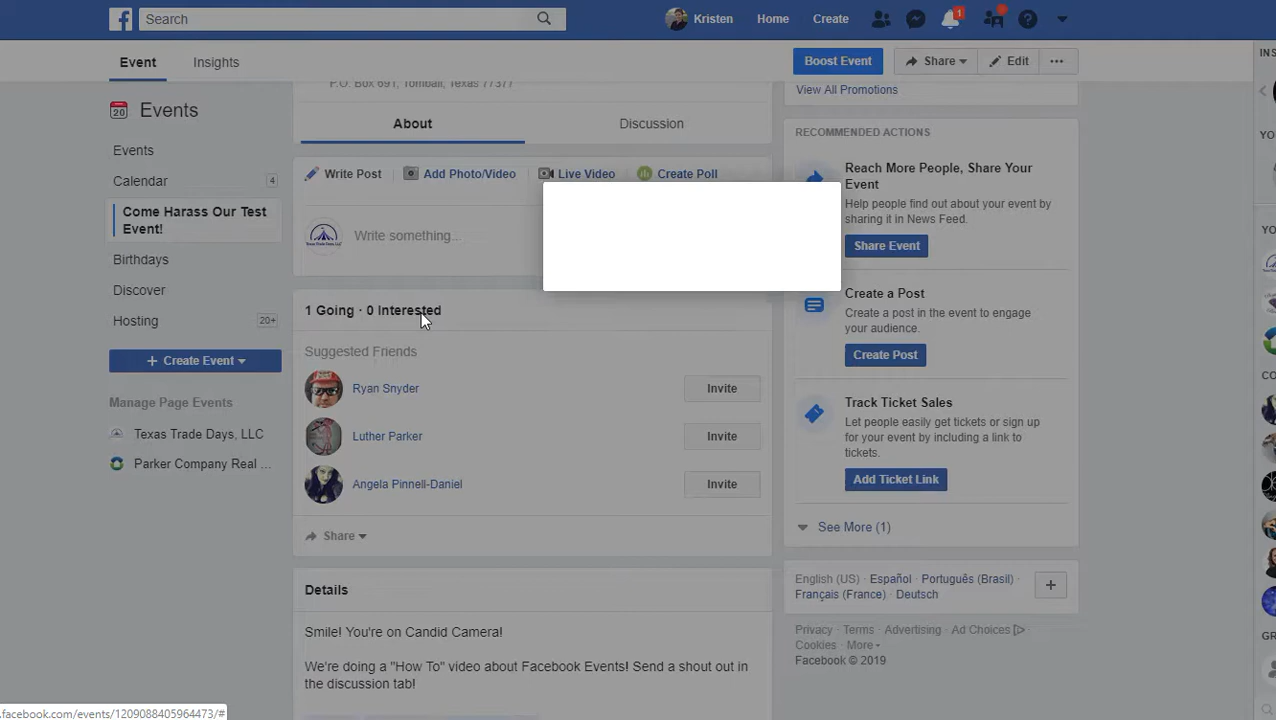 Search
Kristen
Home
Create
1
?
Event
Insights
Boost Event
Share
Edit
...
20 Events
Events
Calendar
4
Come Harass Our Test
Event!
Birthdays
Discover
Hosting
20+
+ Create Event
Manage Page Events
Texas Trade Days, LLC
Parker Company Real ...
P.O. Box 691, Tomball, Texas 77377
About
Discussion
Write Post
Add Photo/Video
Live Video
Create Poll
Write something...
1 Going · 0 Interested
Suggested Friends
Ryan Snyder
Invite
Luther Parker
Invite
Angela Pinnell-Daniel
Invite
Share
Details
Smile! You're on Candid Camera!
We're doing a "How To" video about Facebook Events! Send a shout out in
the discussion tab!
View All Promotions
RECOMMENDED ACTIONS
Reach More People, Share Your
Event
Help people find out about your event by
sharing it in News Feed.
Share Event
Create a Post
Create a post in the event to engage
your audience.
Create Post
Track Ticket Sales
Let people easily get tickets or sign up
for your event by including a link to
tickets.
Add Ticket Link
See More (1)
English (US) · Español · Português (Brasil) ·
Français (France) · Deutsch
+
Privacy · Terms · Advertising · Ad Choices ·
Cookies · More
Facebook © 2019
INS
YO
YO
CO
GR
.facebook.com/events/1209088405964473/#